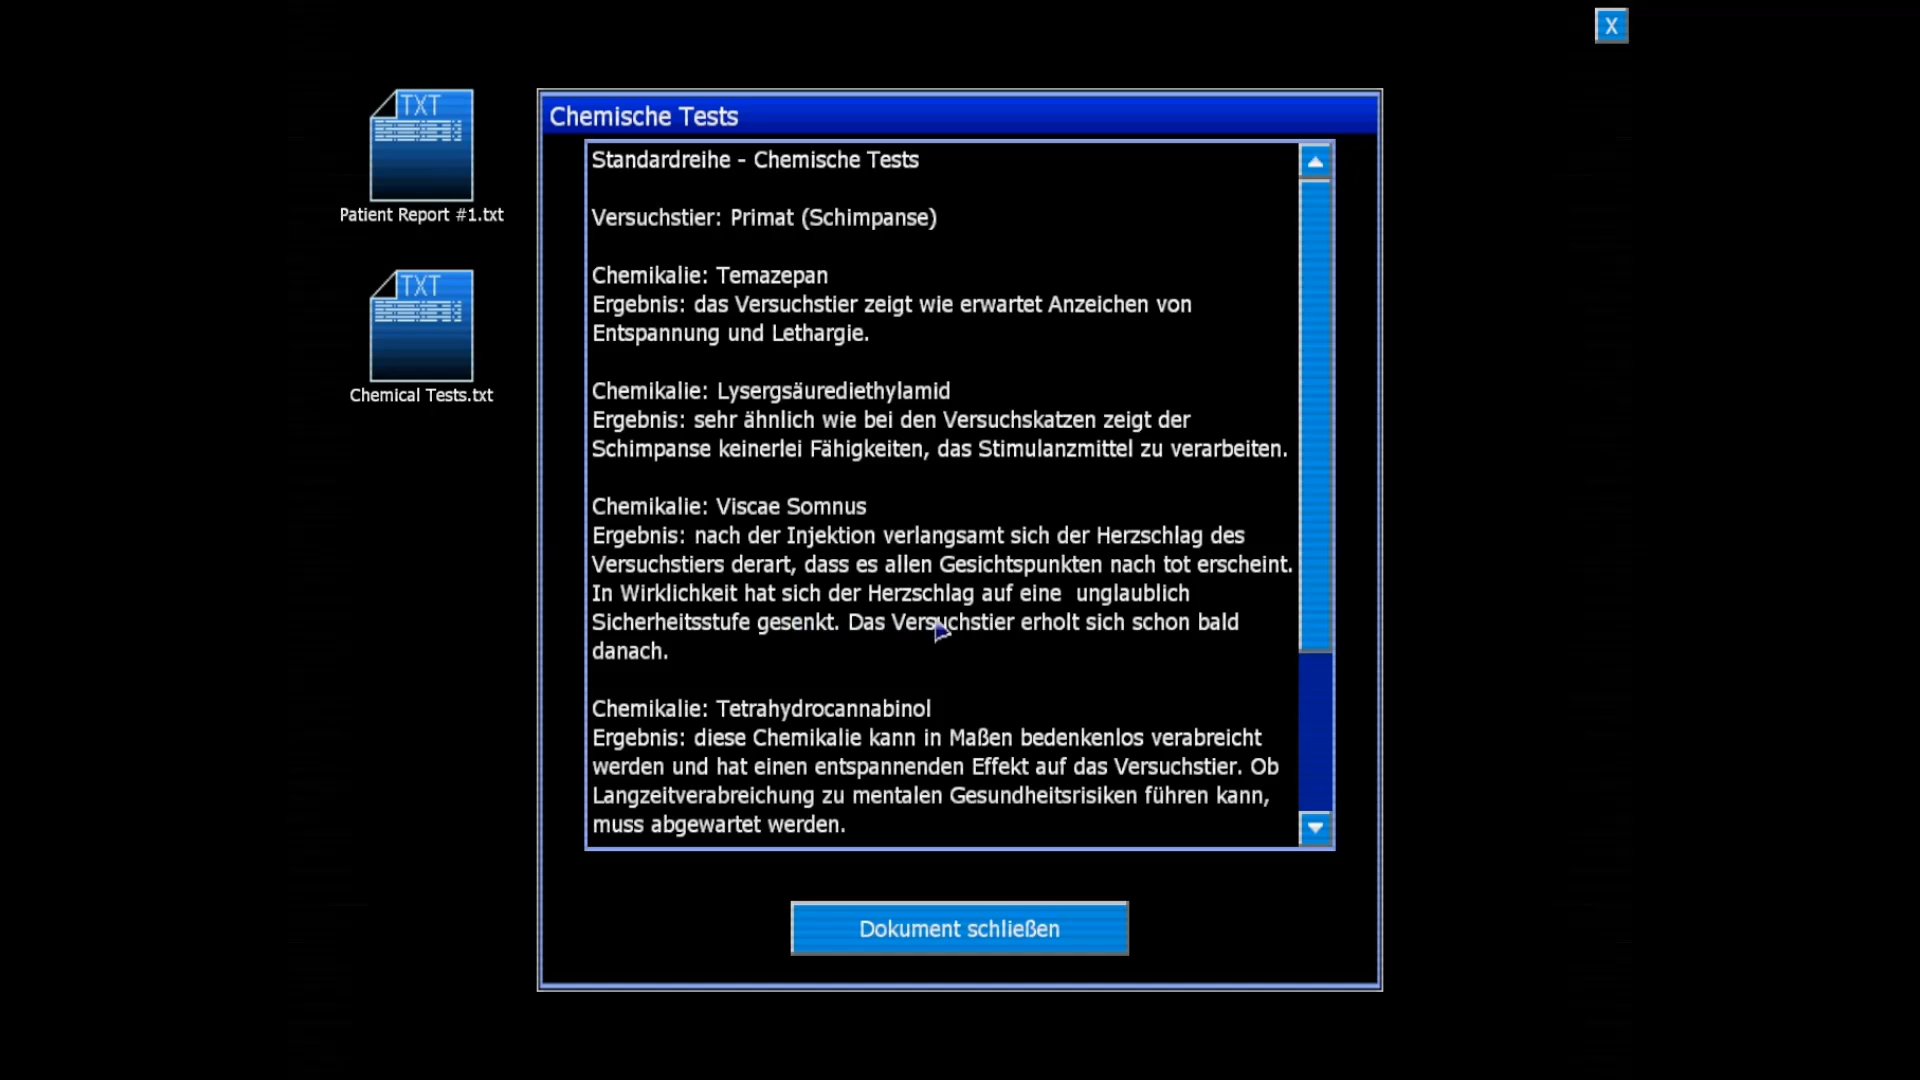 X
TXT
Patient Report #1.txt
TXT
Chemical Tests.txt
Chemische Tests
Standardreihe - Chemische Tests
Versuchstier: Primat (Schimpanse)
Chemikalie: Temazepan
Ergebnis: das Versuchstier zeigt wie erwartet Anzeichen von
Entspannung und Lethargie.
Chemikalie: Lysergsäurediethylamid
Ergebnis: sehr ähnlich wie bei den Versuchskatzen zeigt der
Schimpanse keinerlei Fähigkeiten, das Stimulanzmittel zu verarbeiten.
Chemikalie: Viscae Somnus
Ergebnis: nach der Injektion verlangsamt sich der Herzschlag des
Versuchstiers derart, dass es allen Gesichtspunkten nach tot erscheint.
In Wirklichkeit hat sich der Herzschlag auf eine  unglaublich
Sicherheitsstufe gesenkt. Das Versuchstier erholt sich schon bald
danach.
Chemikalie: Tetrahydrocannabinol
Ergebnis: diese Chemikalie kann in Maßen bedenkenlos verabreicht
werden und hat einen entspannenden Effekt auf das Versuchstier. Ob
Langzeitverabreichung zu mentalen Gesundheitsrisiken führen kann,
muss abgewartet werden.
Dokument schließen